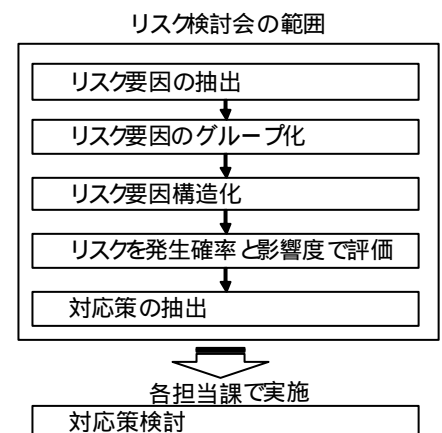 リスク検討会の範囲
リスク要因の抽出
リスク要因のグループ化
リスク要因構造化
リスクを発生確率と影響度で評価
対応策の抽出
各担当課で実施
対応策検討